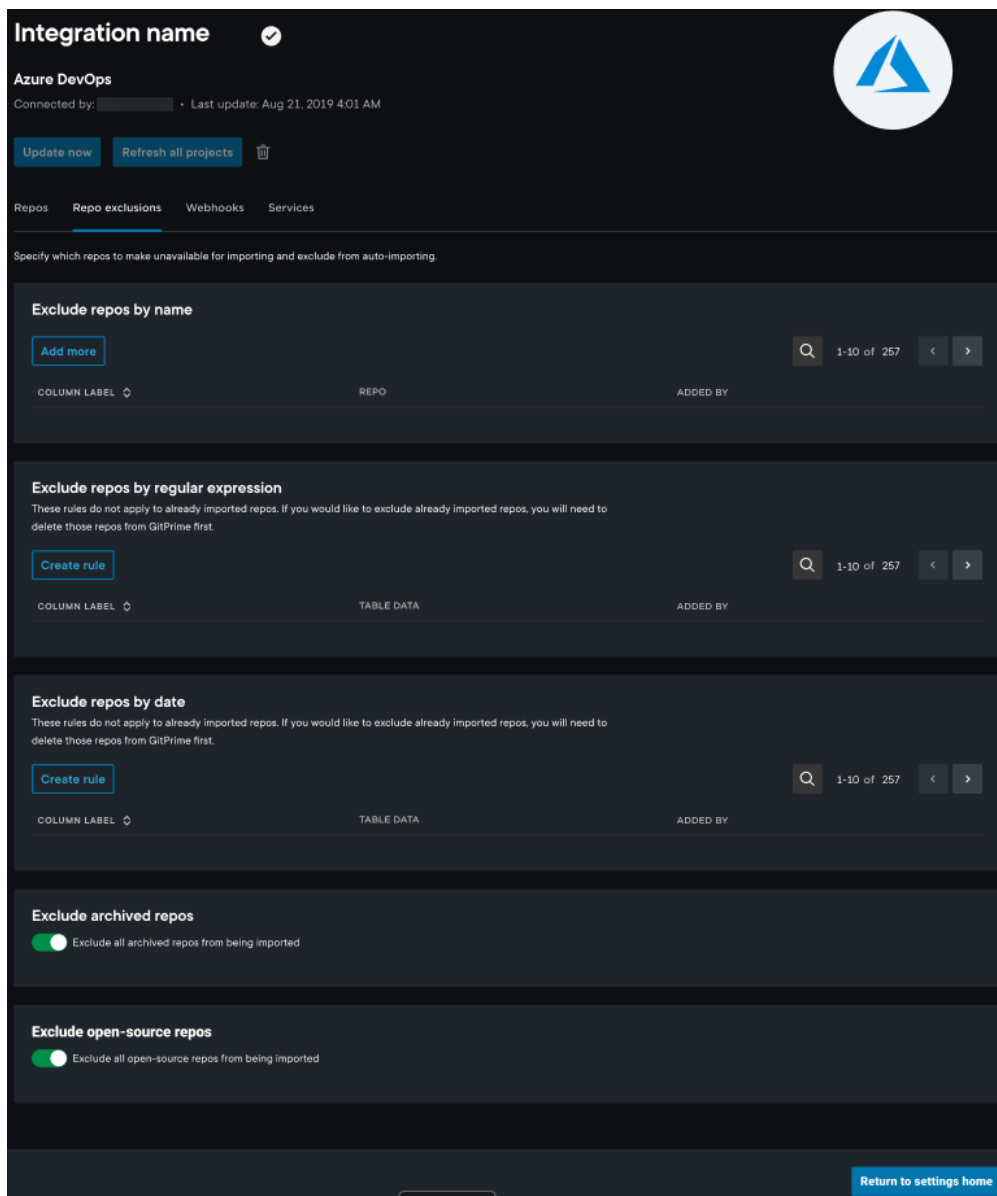 Integration name
Azure DevOps
Connected by: • Last update: Aug 21, 2019 4:01 AM
Update now Refresh all projects
Repos Repo exclusions Webhooks Services
Specify which repos to make unavailable for importing and exclude from auto-importing.
Exclude repos by name
Add more 1-10 of 257
COLUMN LABEL REPO ADDED BY
Exclude repos by regular expression
These rules do not apply to already imported repos. If you would like to exclude already imported repos, you will need to
delete those repos from GitPrime first.
Create rule 1-10 of 257
COLUMN LABEL TABLE DATA ADDED BY
Exclude repos by date
These rules do not apply to already imported repos. If you would like to exclude already imported repos, you will need to
delete those repos from GitPrime first.
Create rule 1-10 of 257
COLUMN LABEL TABLE DATA ADDED BY
Exclude archived repos
Exclude all archived repos from being imported
Exclude open-source repos
Exclude all open-source repos from being imported
Return to settings home